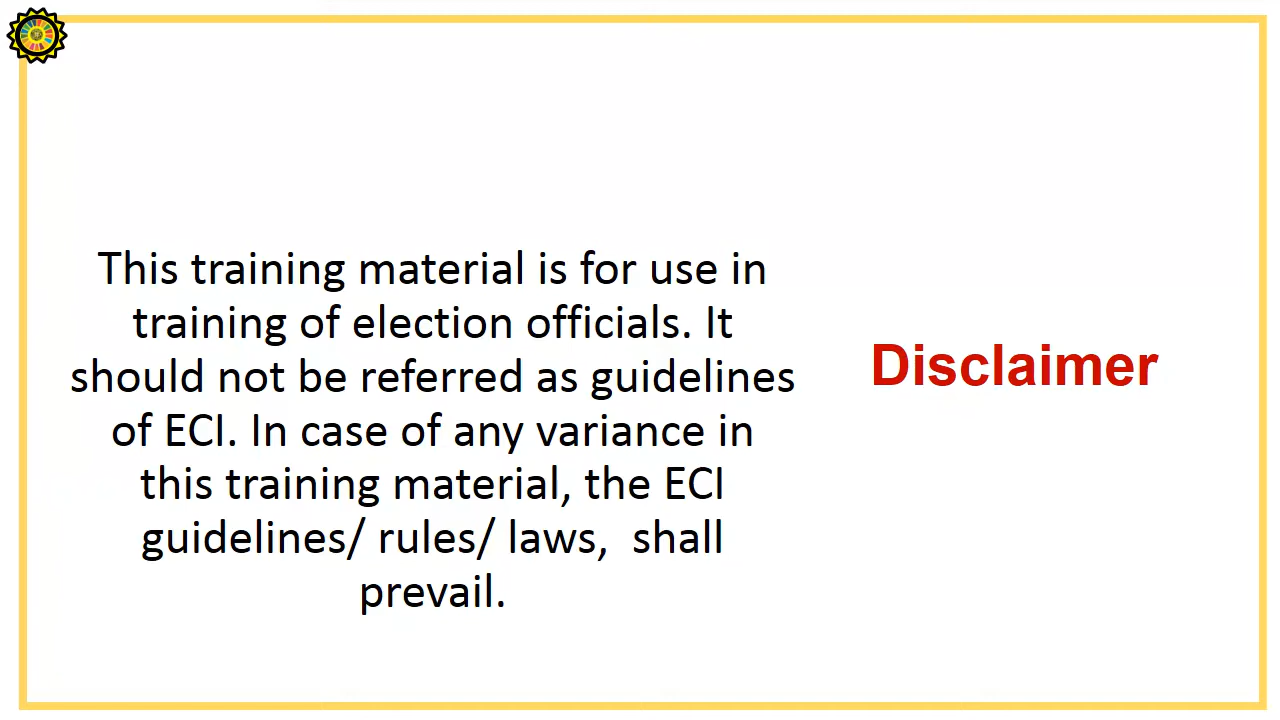 This training material is for use in
training of election officials. It
should not be referred as guidelines
of ECI. In case of any variance in
this training material, the ECI
guidelines/ rules/ laws,  shall
prevail.
Disclaimer